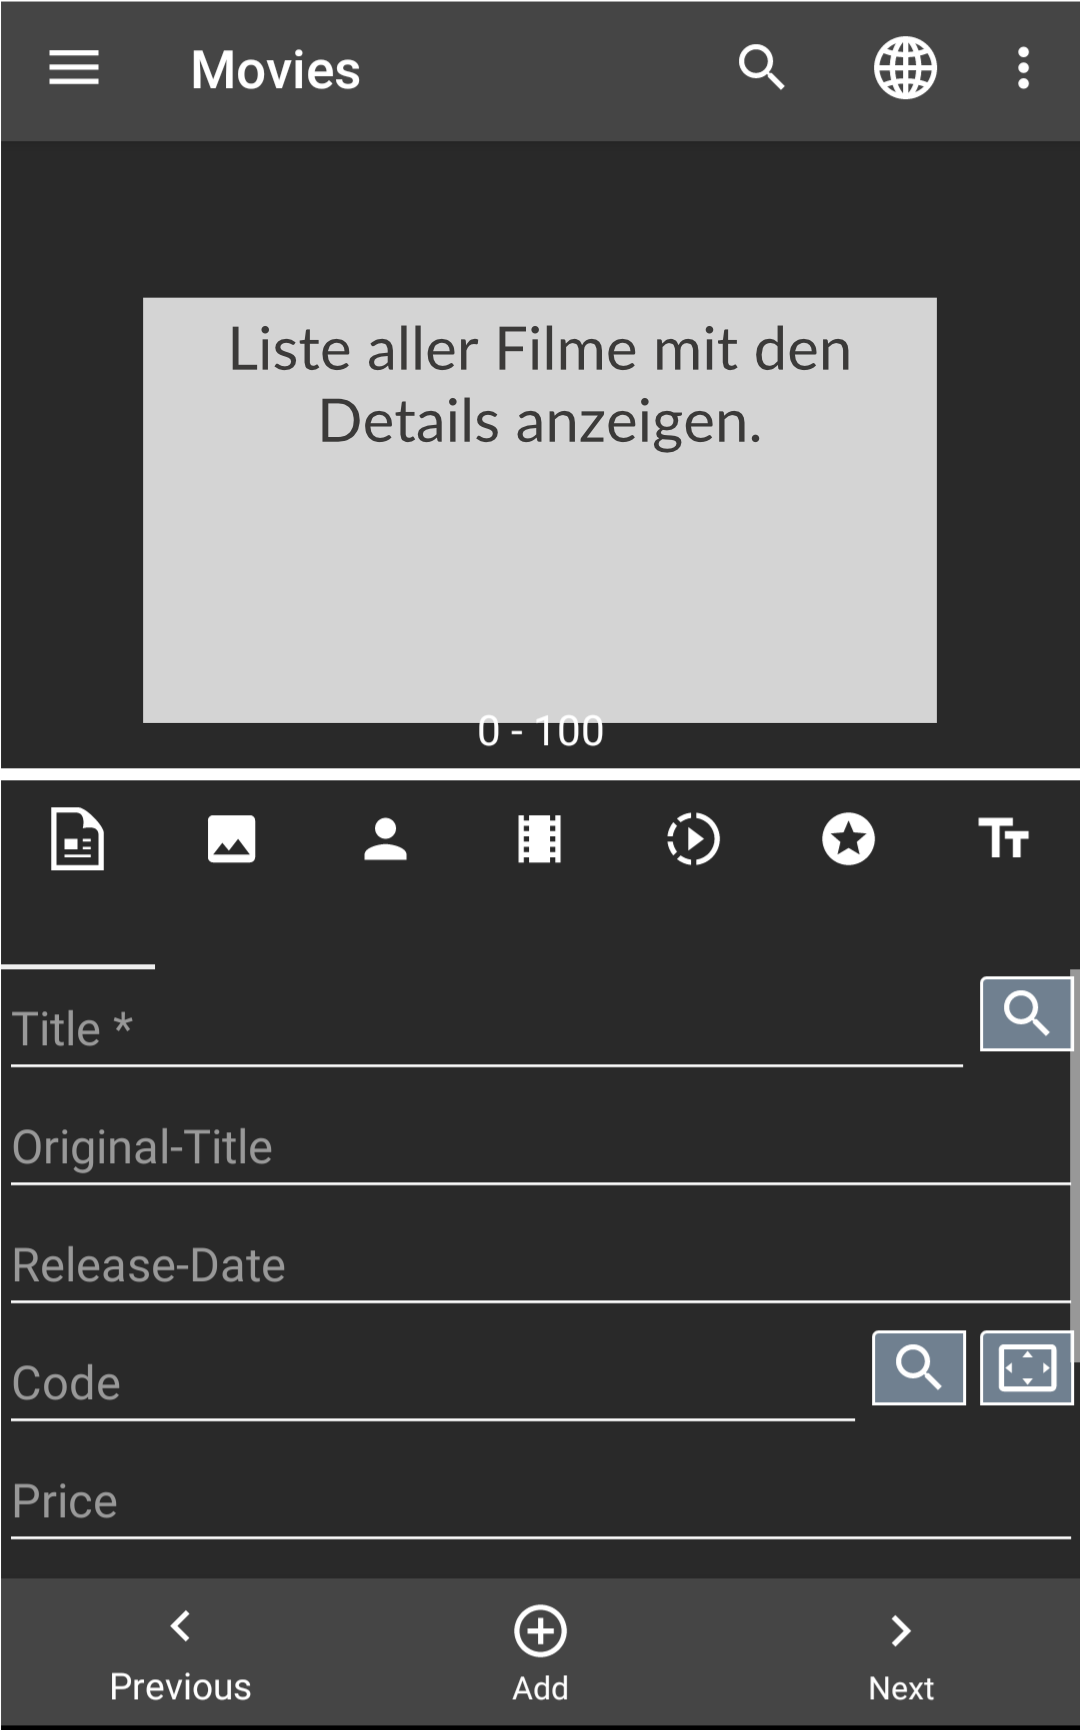 Movies
Liste aller Filme mit den
Details anzeigen.
0 - 100
Title *
Original-Title
Release-Date
Code
Price
Previous
Add
Next